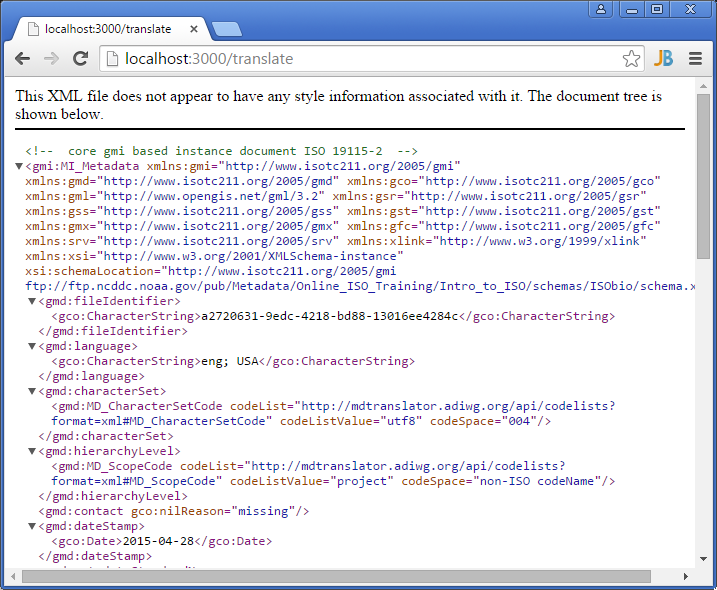 localhost:3000/translate
localhost:3000/translate
JB
This XML file does not appear to have any style information associated with it. The document tree is
shown below.
<!-- core gmi based instance document ISO 19115-2 -->
▼<gmi:MI_Metadata xmlns:gmi="http://www.isotc211.org/2005/gmi"
xmlns:gmd="http://www.isotc211.org/2005/gmd" xmlns:gco="http://www.isotc211.org/2005/gco"
xmlns:gml="http://www.opengis.net/gml/3.2" xmlns:gsr="http://www.isotc211.org/2005/gsr"
xmlns:gss="http://www.isotc211.org/2005/gss" xmlns:gst="http://www.isotc211.org/2005/gst"
xmlns:gmx="http://www.isotc211.org/2005/gmx" xmlns:gfc="http://www.isotc211.org/2005/gfc"
xmlns:srv="http://www.isotc211.org/2005/srv" xmlns:xlink="http://www.w3.org/1999/xlink"
xmlns:xsi="http://www.w3.org/2001/XMLSchema-instance"
xsi:schemaLocation="http://www.isotc211.org/2005/gmi
ftp://ftp.ncddc.noaa.gov/pub/Metadata/Online_ISO_Training/Intro_to_ISO/schemas/ISObio/schema.x
▼<gmd:fileIdentifier>
<gco:CharacterString>a2720631-9edc-4218-bd88-13016ee4284c</gco:CharacterString>
</gmd:fileIdentifier>
▼<gmd:language>
<gco:CharacterString>eng; USA</gco:CharacterString>
</gmd:language>
▼<gmd:characterSet>
<gmd:MD_CharacterSetCode codeList="http://mdtranslator.adiwg.org/api/codelists?
format=xml#MD_CharacterSetCode" codeListValue="utf8" codeSpace="004"/>
</gmd:characterSet>
▼<gmd:hierarchyLevel>
<gmd:MD_ScopeCode codeList="http://mdtranslator.adiwg.org/api/codelists?
format=xml#MD_ScopeCode" codeListValue="project" codeSpace="non-ISO codeName"/>
</gmd:hierarchyLevel>
<gmd:contact gco:nilReason="missing"/>
▼<gmd:dateStamp>
<gco:Date>2015-04-28</gco:Date>
</gmd:dateStamp>